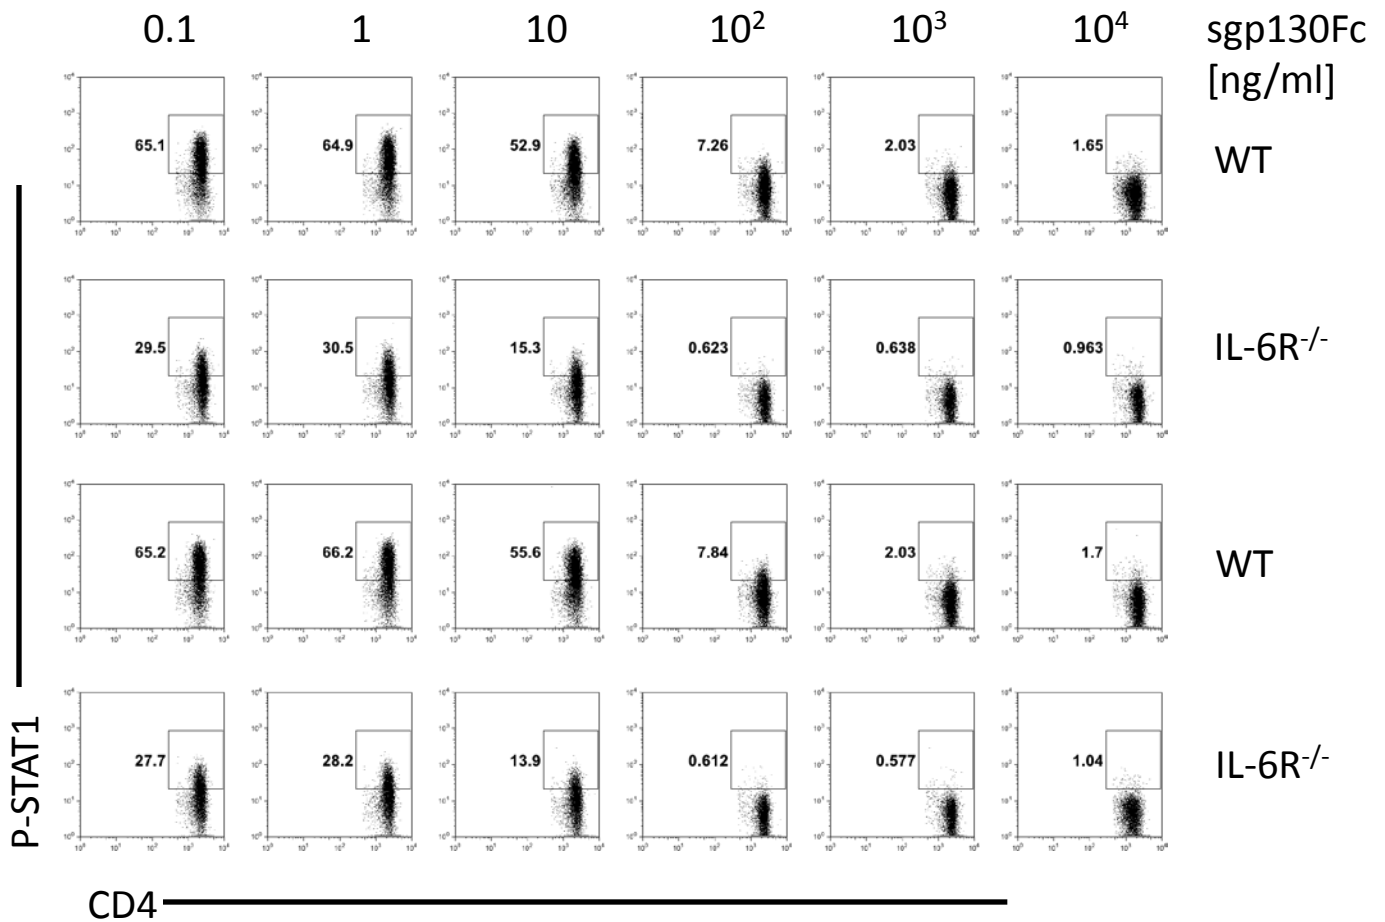 0.1 1 10 10² 10³ 10⁴ sgp130Fc
[ng/ml]
65.1 64.9 52.9 7.26 2.03 1.65 WT
29.5 30.5 15.3 0.623 0.638 0.963 IL-6R⁻/⁻
65.2 66.2 55.6 7.84 2.03 1.7 WT
27.7 28.2 13.9 0.612 0.577 1.04 IL-6R⁻/⁻
P-STAT1
CD4